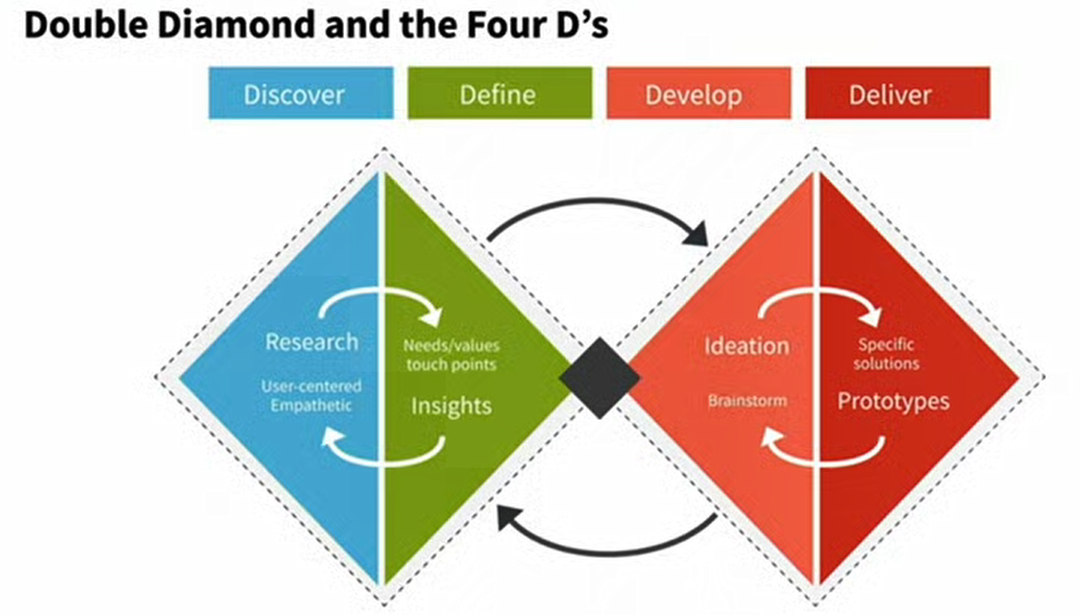 Double Diamond and the Four D’s
Discover
Define
Develop
Deliver
Research
User-centered
Empathetic
Needs/values
touch points
Insights
Ideation
Brainstorm
Specific
solutions
Prototypes